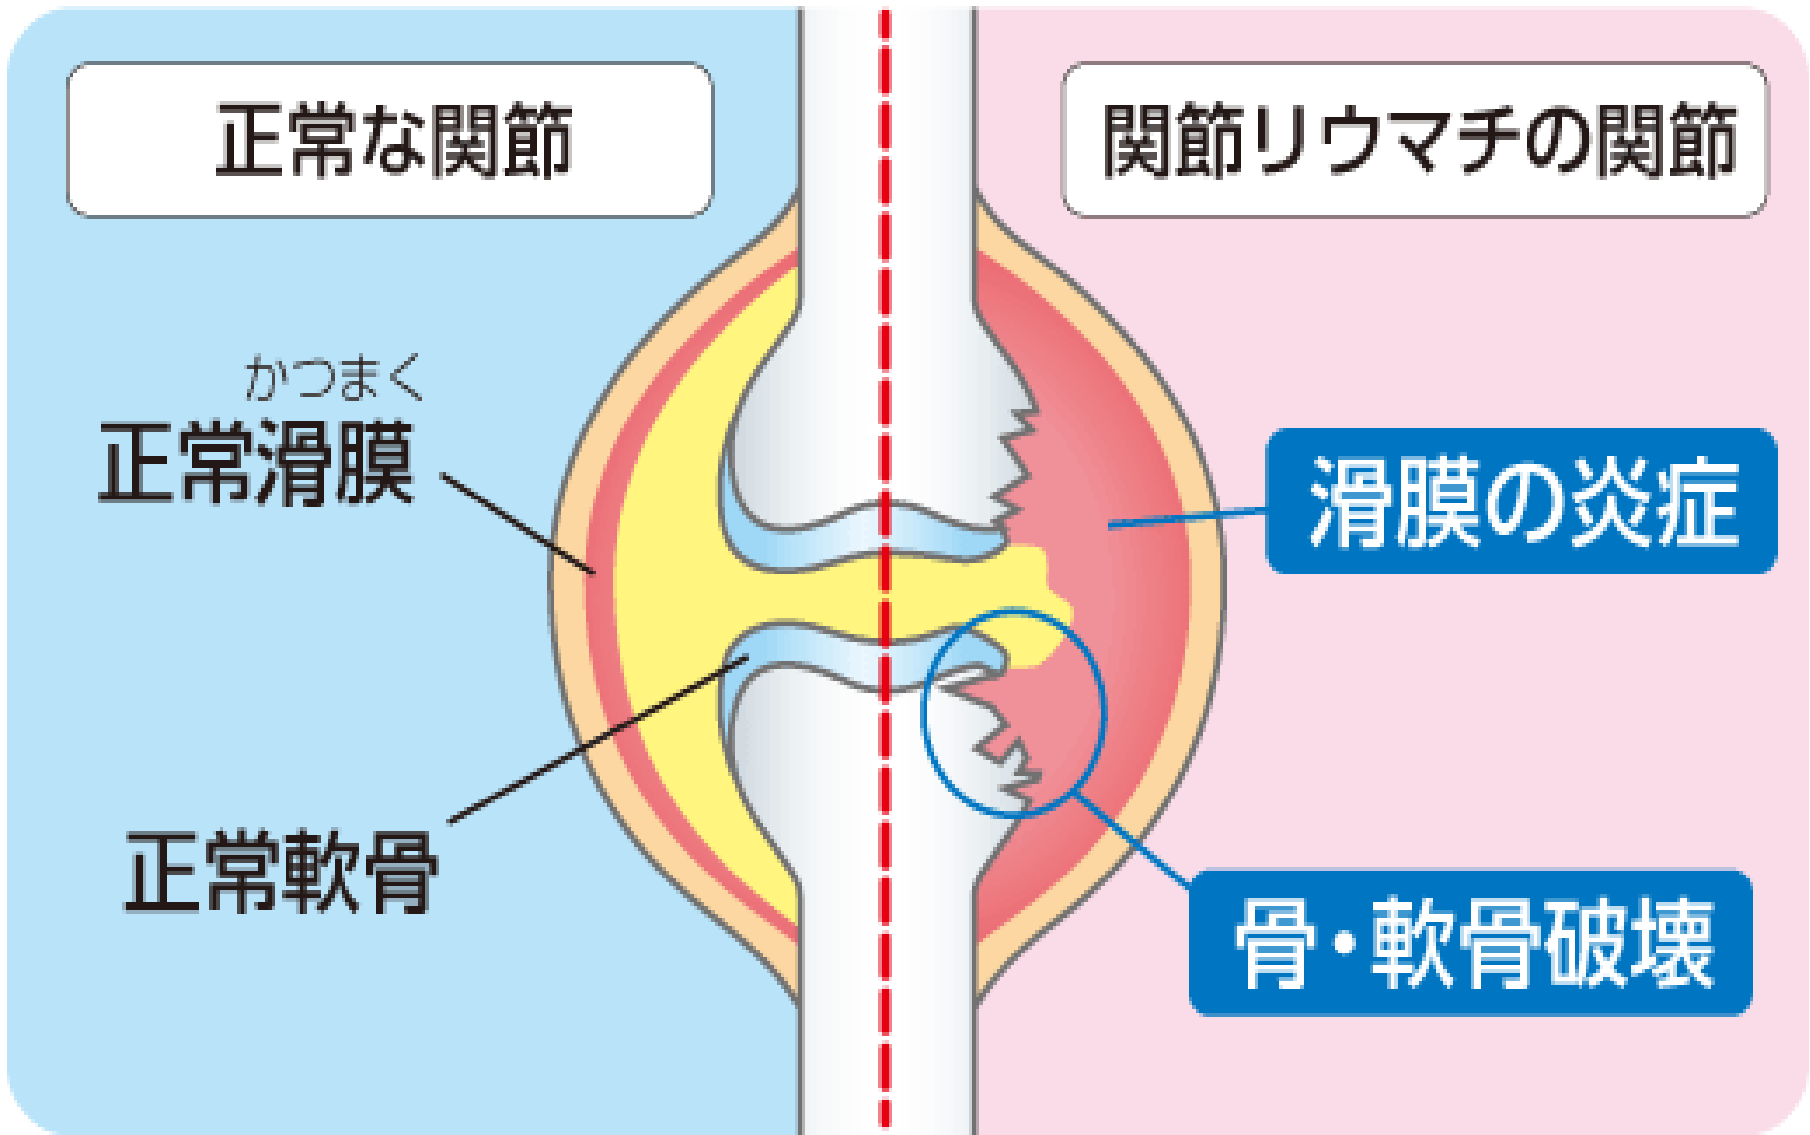 正常な関節
関節リウマチの関節
かつまく
正常滑膜
滑膜の炎症
正常軟骨
骨・軟骨破壊